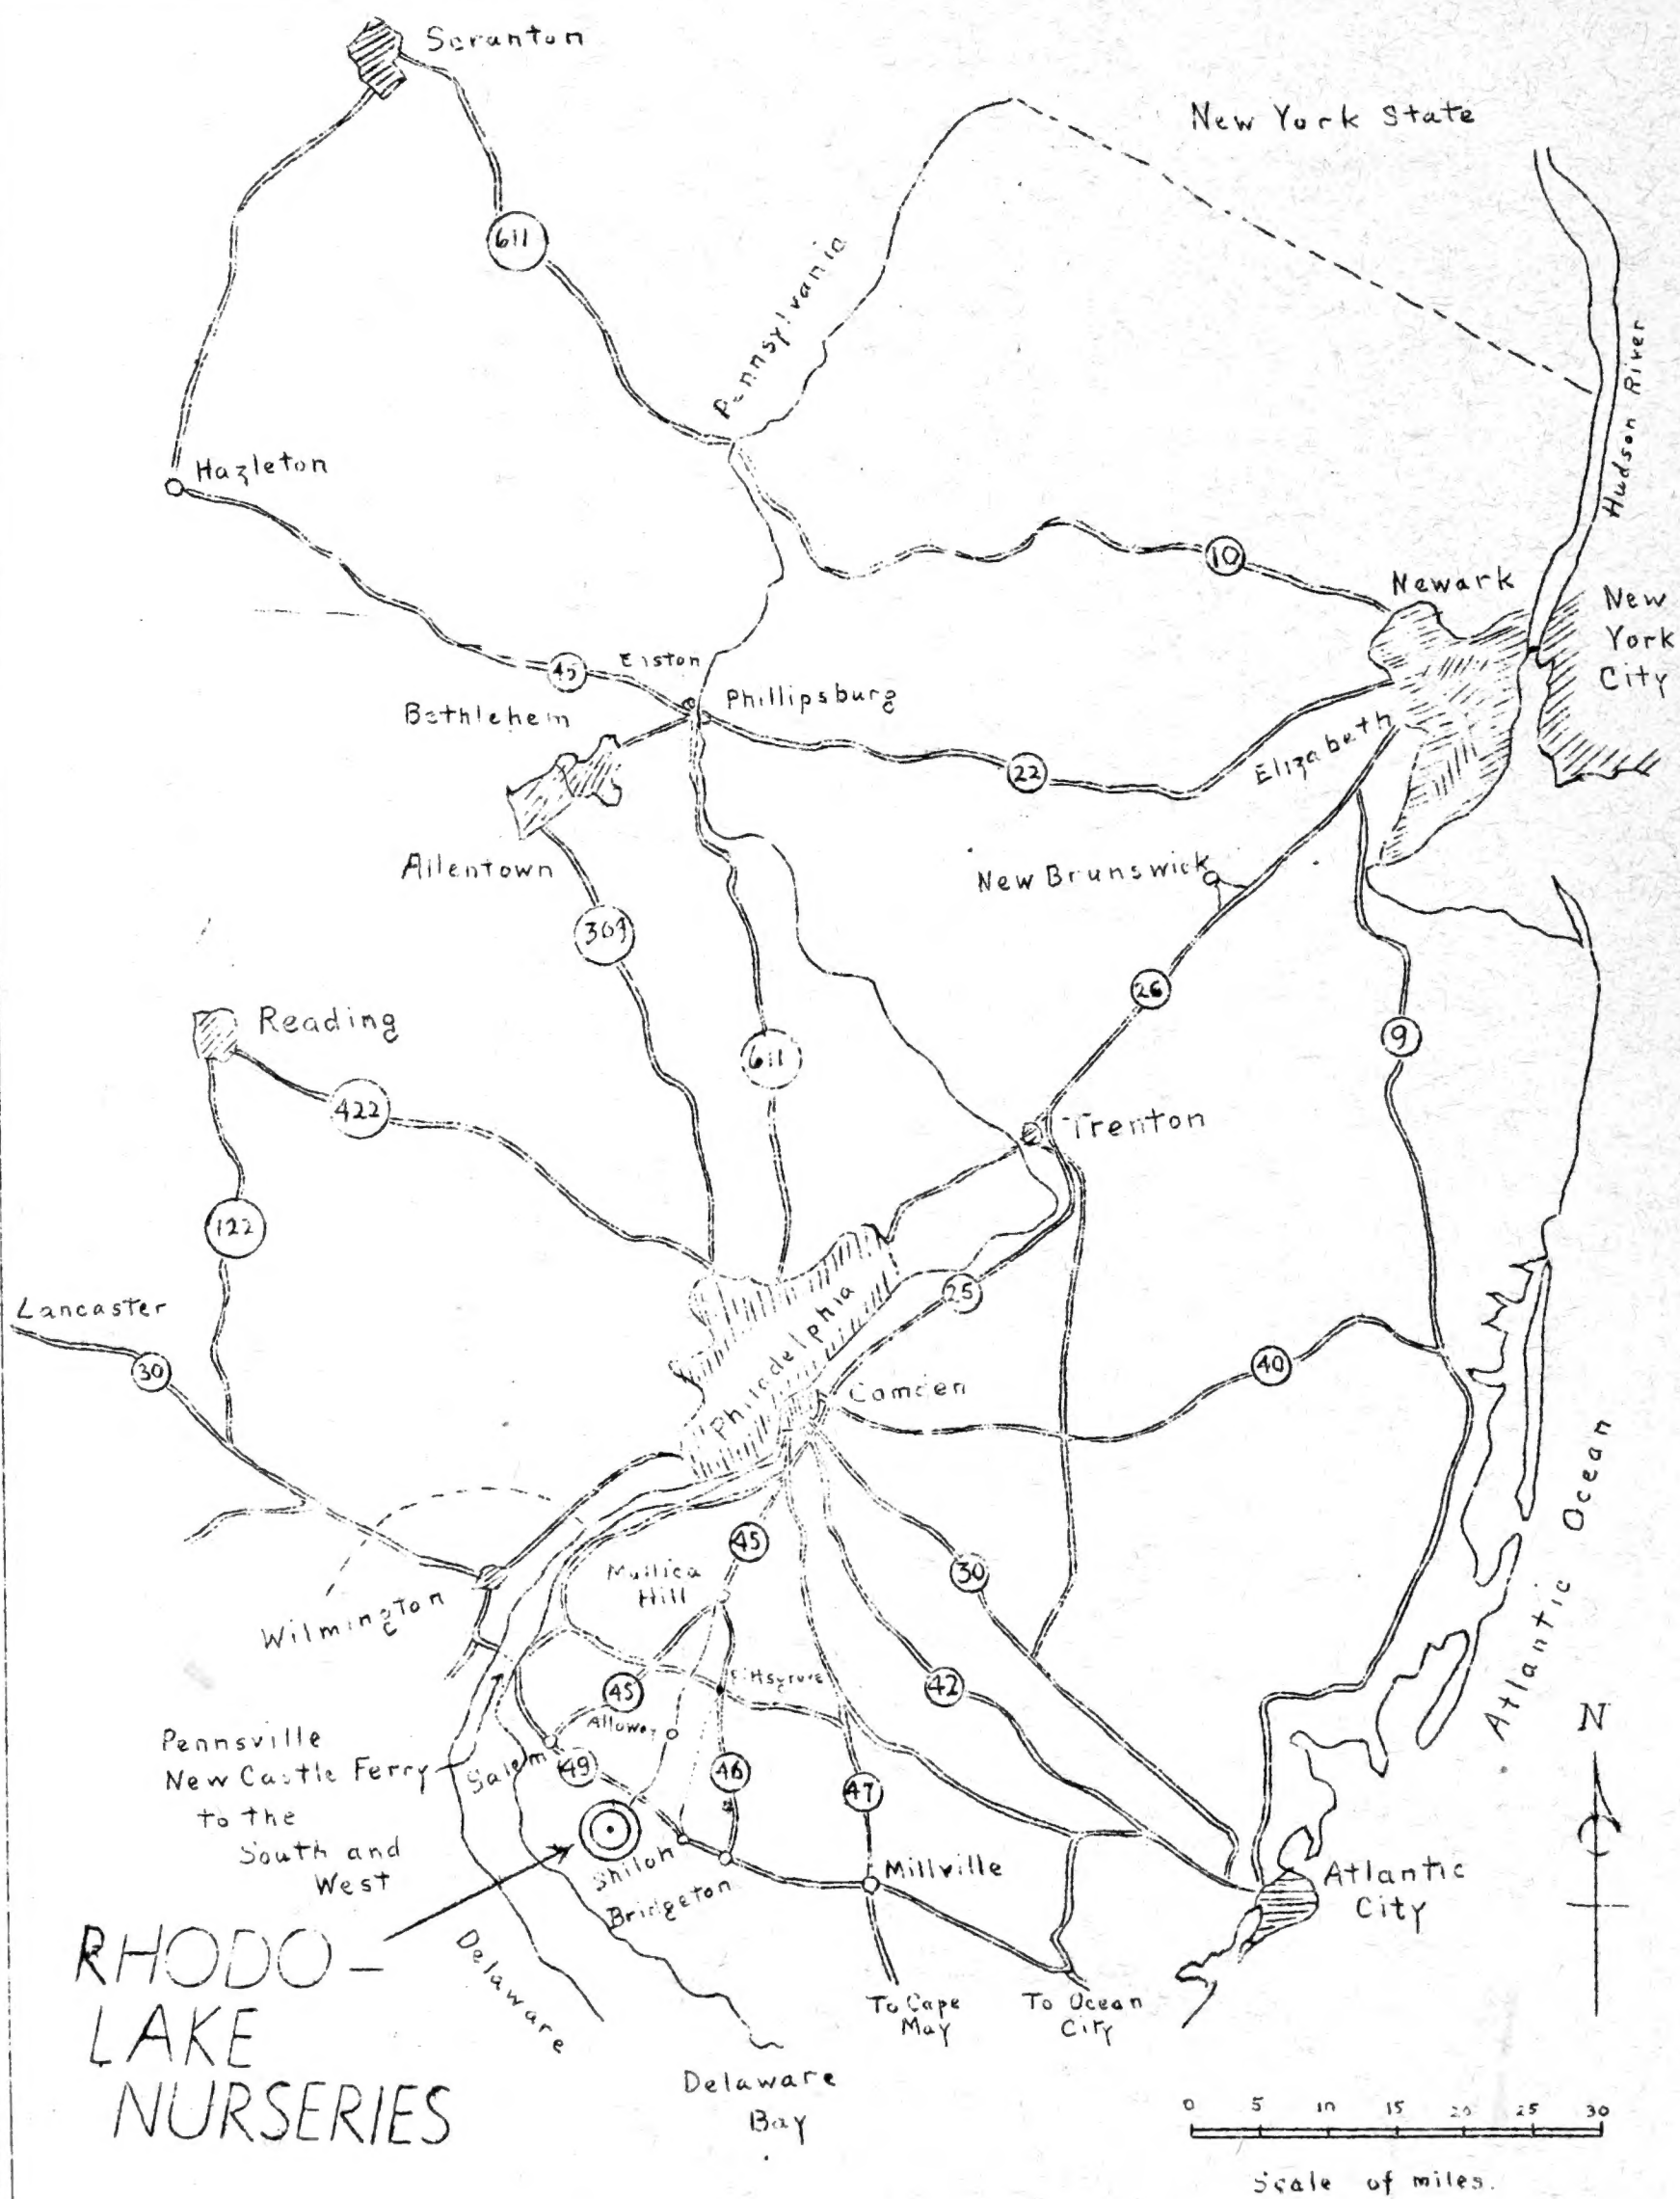 Scranton
New York State
611
Pennsylvania
Hudson River
Hazleton
10
Newark
New
York
City
45
Phillipsburg
Bethlehem
22
Elizabeth
Allentown
New Brunswick
309
26
Reading
9
611
422
Trenton
122
25
Lancaster
30
Philadelphia
40
Camden
Atlantic Ocean
45
Mullica
Hill
30
Wilmington
45
42
Alloway
N
Pennsville
New Castle Ferry
to the
South and
West
Salem
49
46
47
Shiloh
Millville
Bridgeton
Atlantic
City
RHODO-
LAKE
NURSERIES
Delaware
To Cape
May
To Ocean
City
Delaware
Bay
0 5 10 15 20 25 30
Scale of miles.